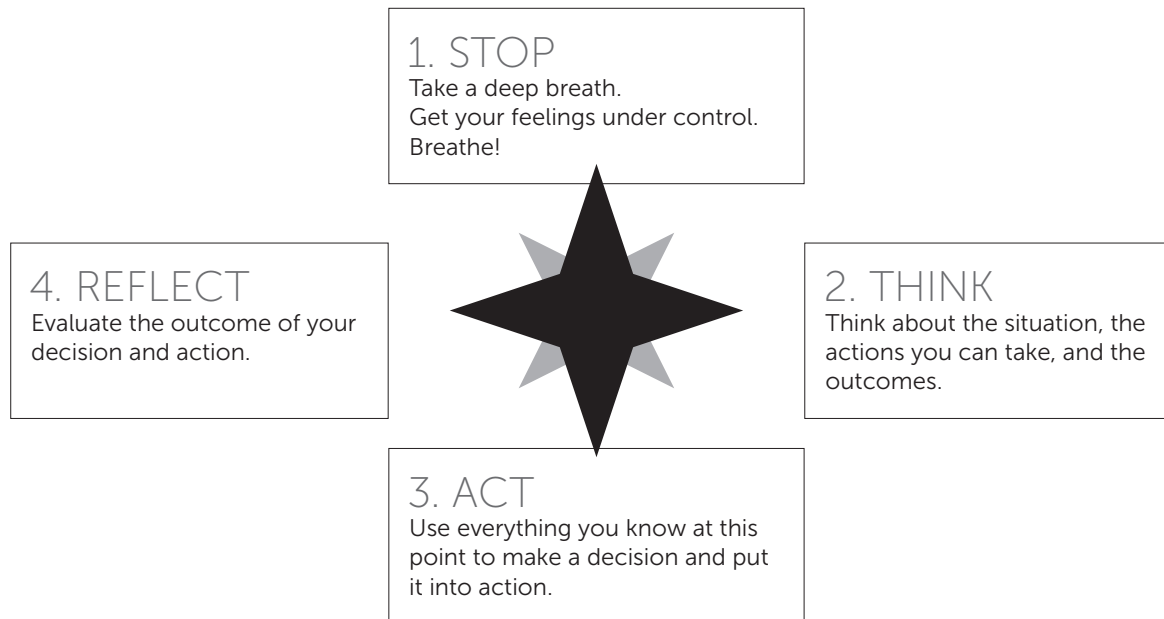 1. STOP
Take a deep breath.
Get your feelings under control.
Breathe!
2. THINK
Think about the situation, the
actions you can take, and the
outcomes.
3. ACT
Use everything you know at this
point to make a decision and put
it into action.
4. REFLECT
Evaluate the outcome of your
decision and action.